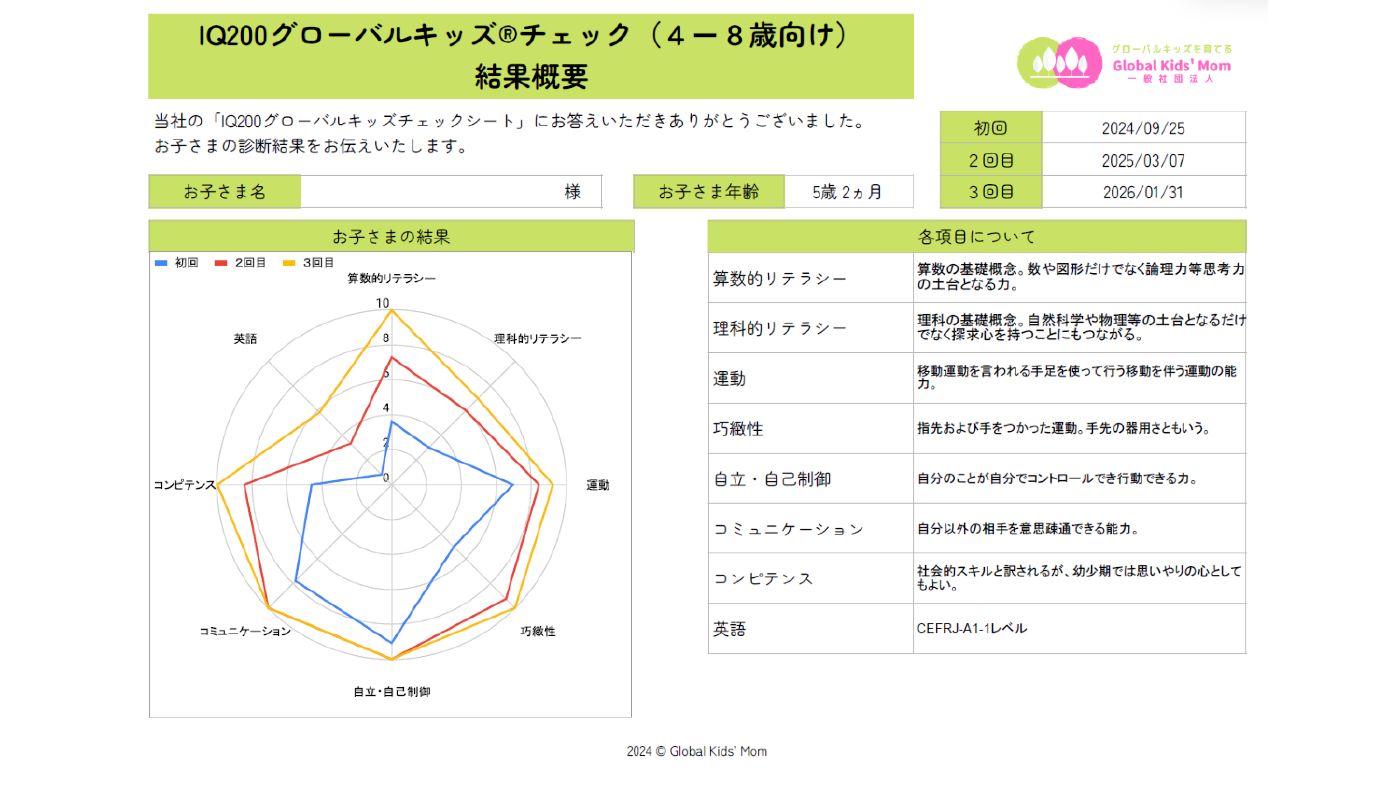 IQ200グローバルキッズ®チェック（４ー８歳向け）
結果概要
グローバルキッズを育てる
Global Kids' Mom
一般社団法人
当社の「IQ200グローバルキッズチェックシート」にお答えいただきありがとうございました。
お子さまの診断結果をお伝えいたします。
初回 2024/09/25
２回目 2025/03/07
３回目 2026/01/31
お子さま名 様
お子さま年齢 5歳２ヵ月
お子さまの結果
初回 2回目 3回目
算数的リテラシー
理科的リテラシー
運動
巧緻性
自立・自己制御
コミュニケーション
コンピテンス
英語
10
8
6
4
2
0
各項目について
算数的リテラシー
算数の基礎概念。数や図形だけでなく論理力等思考力
の土台となる力。
理科的リテラシー
理科の基礎概念。自然科学や物理等の土台となるだけ
でなく探求心を持つことにもつながる。
運動
移動運動を言われる手足を使って行う移動を伴う運動の能
力。
巧緻性
指先および手をつかった運動。手先の器用さともいう。
自立・自己制御
自分のことが自分でコントロールでき行動できる力。
コミュニケーション
自分以外の相手を意思疎通できる能力。
コンピテンス
社会的スキルと訳されるが、幼少期では思いやりの心として
もよい。
英語
CEFRJ-A1-1レベル
2024 © Global Kids' Mom